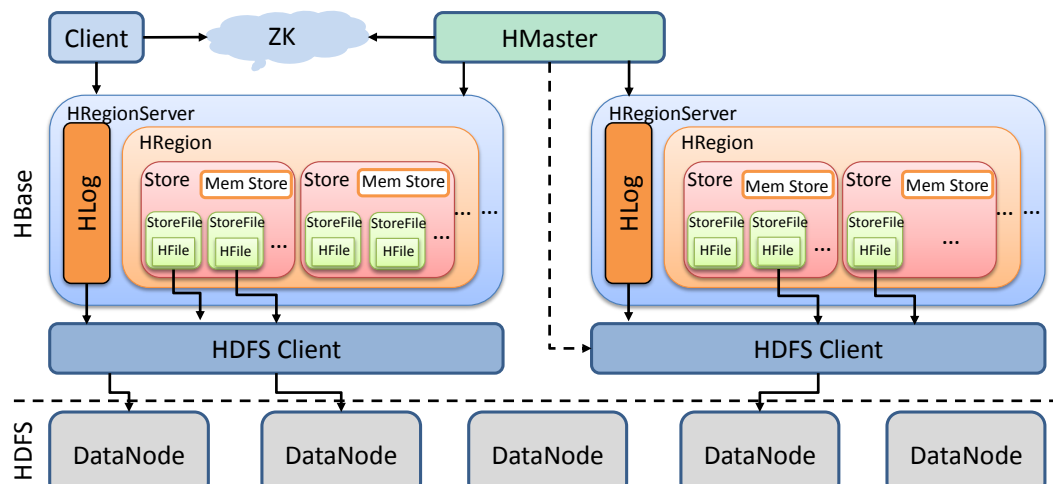 Client
ZK
HMaster
HBase
HRegionServer
HLog
HRegion
Store
Mem Store
StoreFile
HFile
StoreFile
HFile
...
Store
Mem Store
StoreFile
HFile
StoreFile
HFile
...
...
...
HRegionServer
HLog
HRegion
Store
Mem Store
StoreFile
HFile
StoreFile
HFile
...
Store
Mem Store
StoreFile
HFile
...
...
...
HDFS Client
HDFS Client
HDFS
DataNode
DataNode
DataNode
DataNode
DataNode